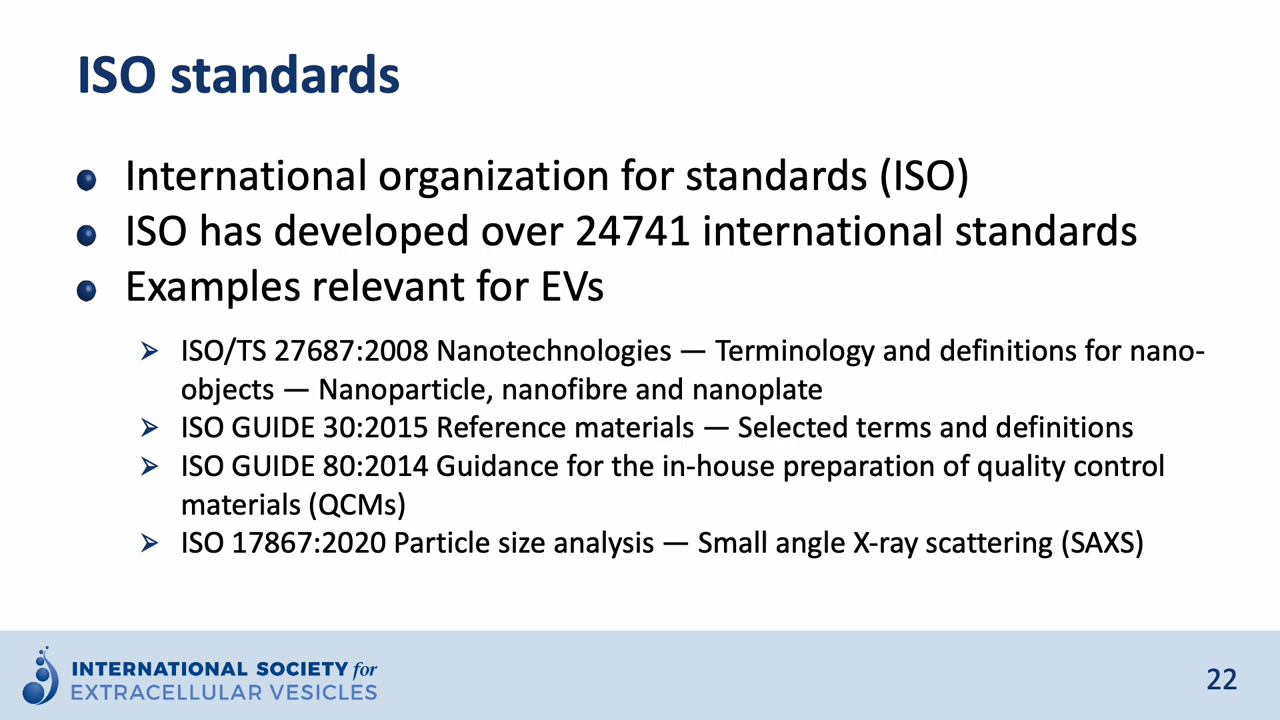 ISO standards
International organization for standards (ISO)
ISO has developed over 24741 international standards
Examples relevant for EVs
ISO/TS 27687:2008 Nanotechnologies — Terminology and definitions for nano-
objects — Nanoparticle, nanofibre and nanoplate
ISO GUIDE 30:2015 Reference materials — Selected terms and definitions
ISO GUIDE 80:2014 Guidance for the in-house preparation of quality control
materials (QCMs)
ISO 17867:2020 Particle size analysis — Small angle X-ray scattering (SAXS)
INTERNATIONAL SOCIETY for
EXTRACELLULAR VESICLES
22